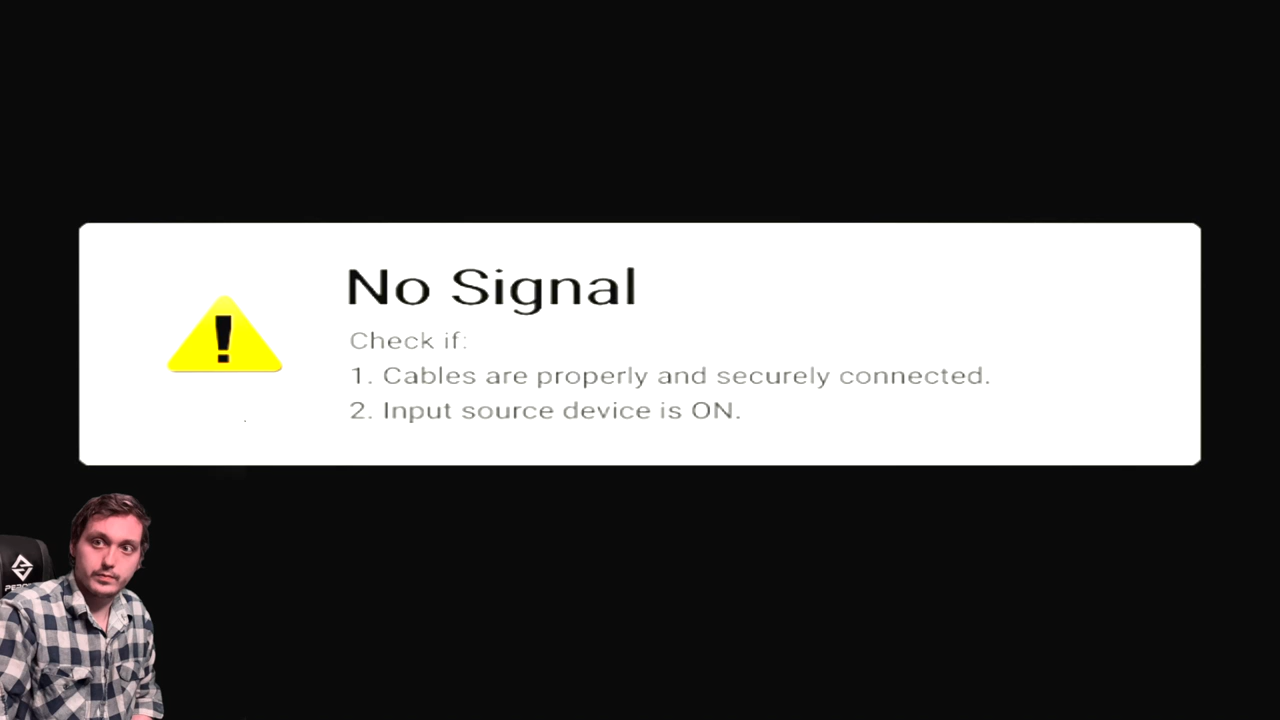 No Signal
Check if:
1. Cables are properly and securely connected.
2. Input source device is ON.